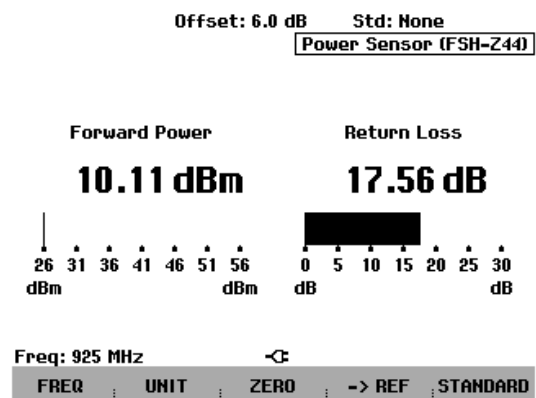 Offset: 6.0 dB Std: None
Power Sensor (FSH-Z44)
Forward Power Return Loss
10.11 dBm 17.56 dB
26 31 36 41 46 51 56 0 5 10 15 20 25 30
dBm dBm dB dB
Freq: 925 MHz
FREQ UNIT ZERO -> REF STANDARD